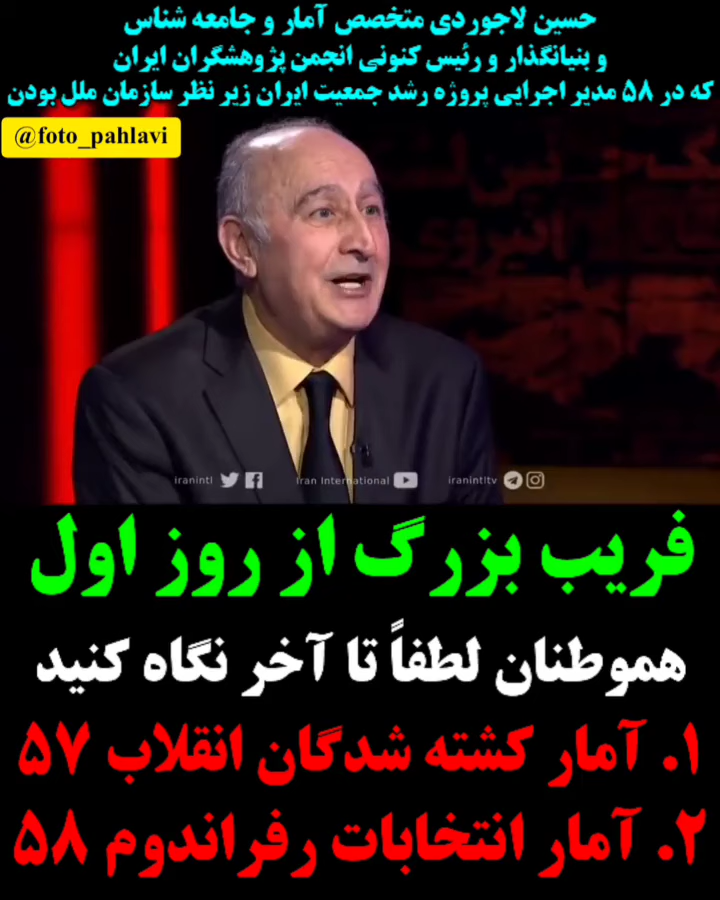 حسین لاجوردی متخصص آمار و جامعه شناس
و بنیانگذار و رئیس کنونی انجمن پژوهشگران ایران
که در ۵۸ مدیر اجرایی پروژه رشد جمعیت ایران زیر نظر سازمان ملل بودن
@foto_pahlavi
iranintl Iran International iranintltv
فریب بزرگ از روز اول
هموطنان لطفاً تا آخر نگاه کنید
۱. آمار کشته شدگان انقلاب ۵۷
۲. آمار انتخابات رفراندوم ۵۸